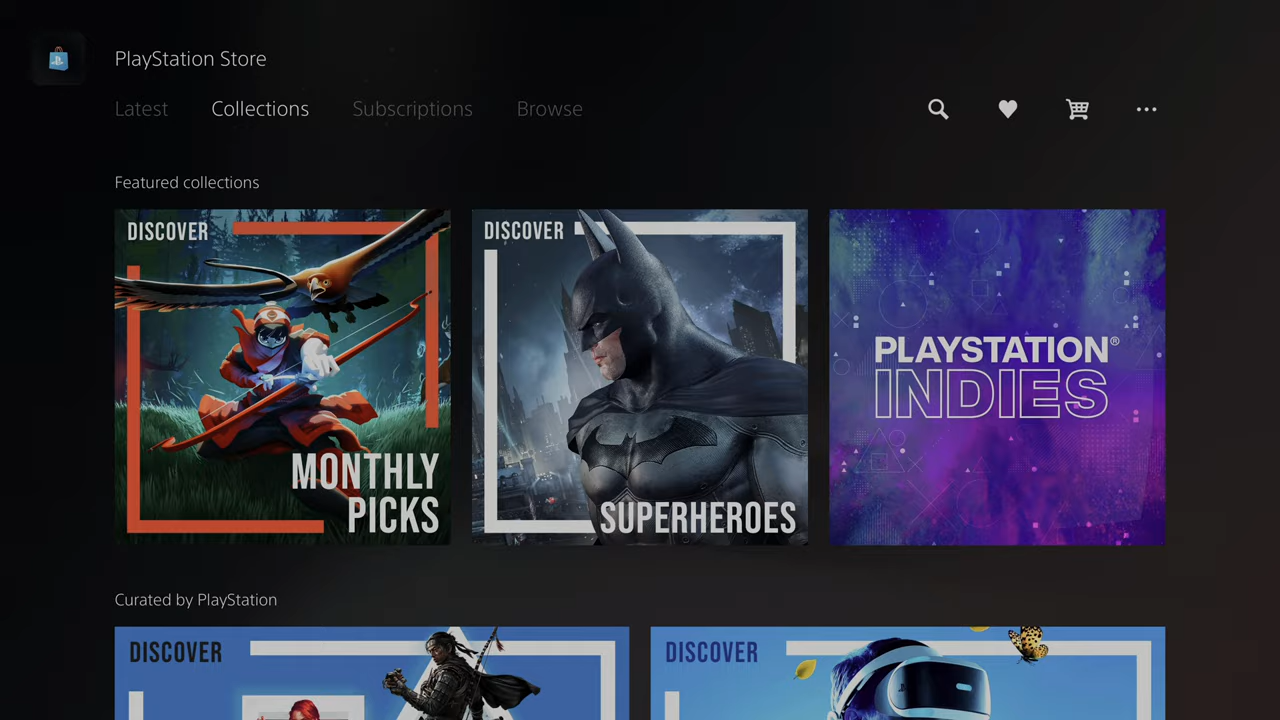 PlayStation Store
Latest Collections Subscriptions Browse
Featured collections
DISCOVER
MONTHLY
PICKS
DISCOVER
SUPERHEROES
PLAYSTATION®
INDIES
Curated by PlayStation
DISCOVER
DISCOVER